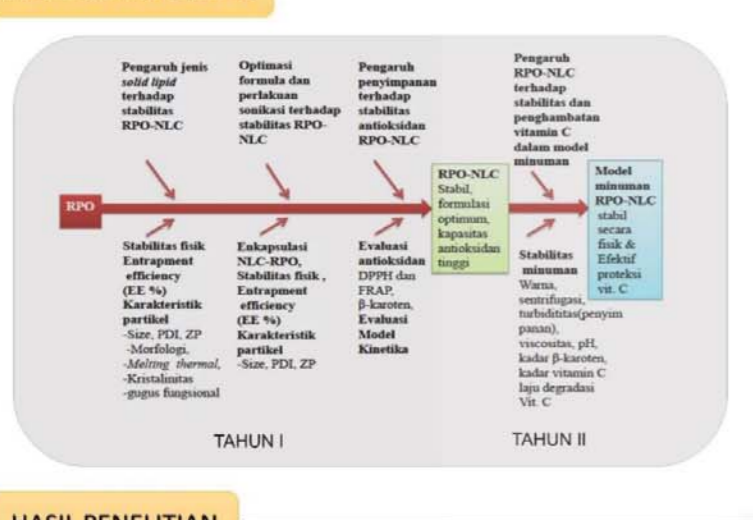 Pengaruh jenis
solid lipid
terhadap
stabilitas
RPO-NLC
Optimasi
formula dan
perlakuan
sonikasi terhadap
stabilitas RPO-
NLC
Pengaruh
penyimpanan
terhadap
stabilitas
antioksidan
RPO-NLC
Pengaruh
RPO-NLC
terhadap
stabilitas dan
penghambatan
vitamin C
dalam model
minuman
RPO
RPO-NLC
Stabil,
formulasi
optimum,
kapasitas
antioksidan
tinggi
Model
minuman
RPO-NLC
stabil
secara
fisik &
Efektif
proteksi
vit. C
Stabilitas fisik
Entrapment
efficiency
(EE %)
Karakteristik
partikel
-Size, PDI, ZP
-Morfologi,
-Melting thermal,
-Kristalinitas
-gugus fungsional
Enkapsulasi
NLC-RPO,
Stabilitas fisik ,
Entrapment
efficiency
(EE %)
Karakteristik
partikel
-Size, PDI, ZP
Evaluasi
antioksidan
DPPH dan
FRAP,
β-karoten,
Evaluasi
Model
Kinetika
Stabilitas
minuman
Warna,
sentrifugasi,
turbidititas(penyim
panan),
viscositas, pH,
kadar β-karoten,
kadar vitamin C
laju degradasi
Vit. C
TAHUN I
TAHUN II
HASIL PENELITIAN